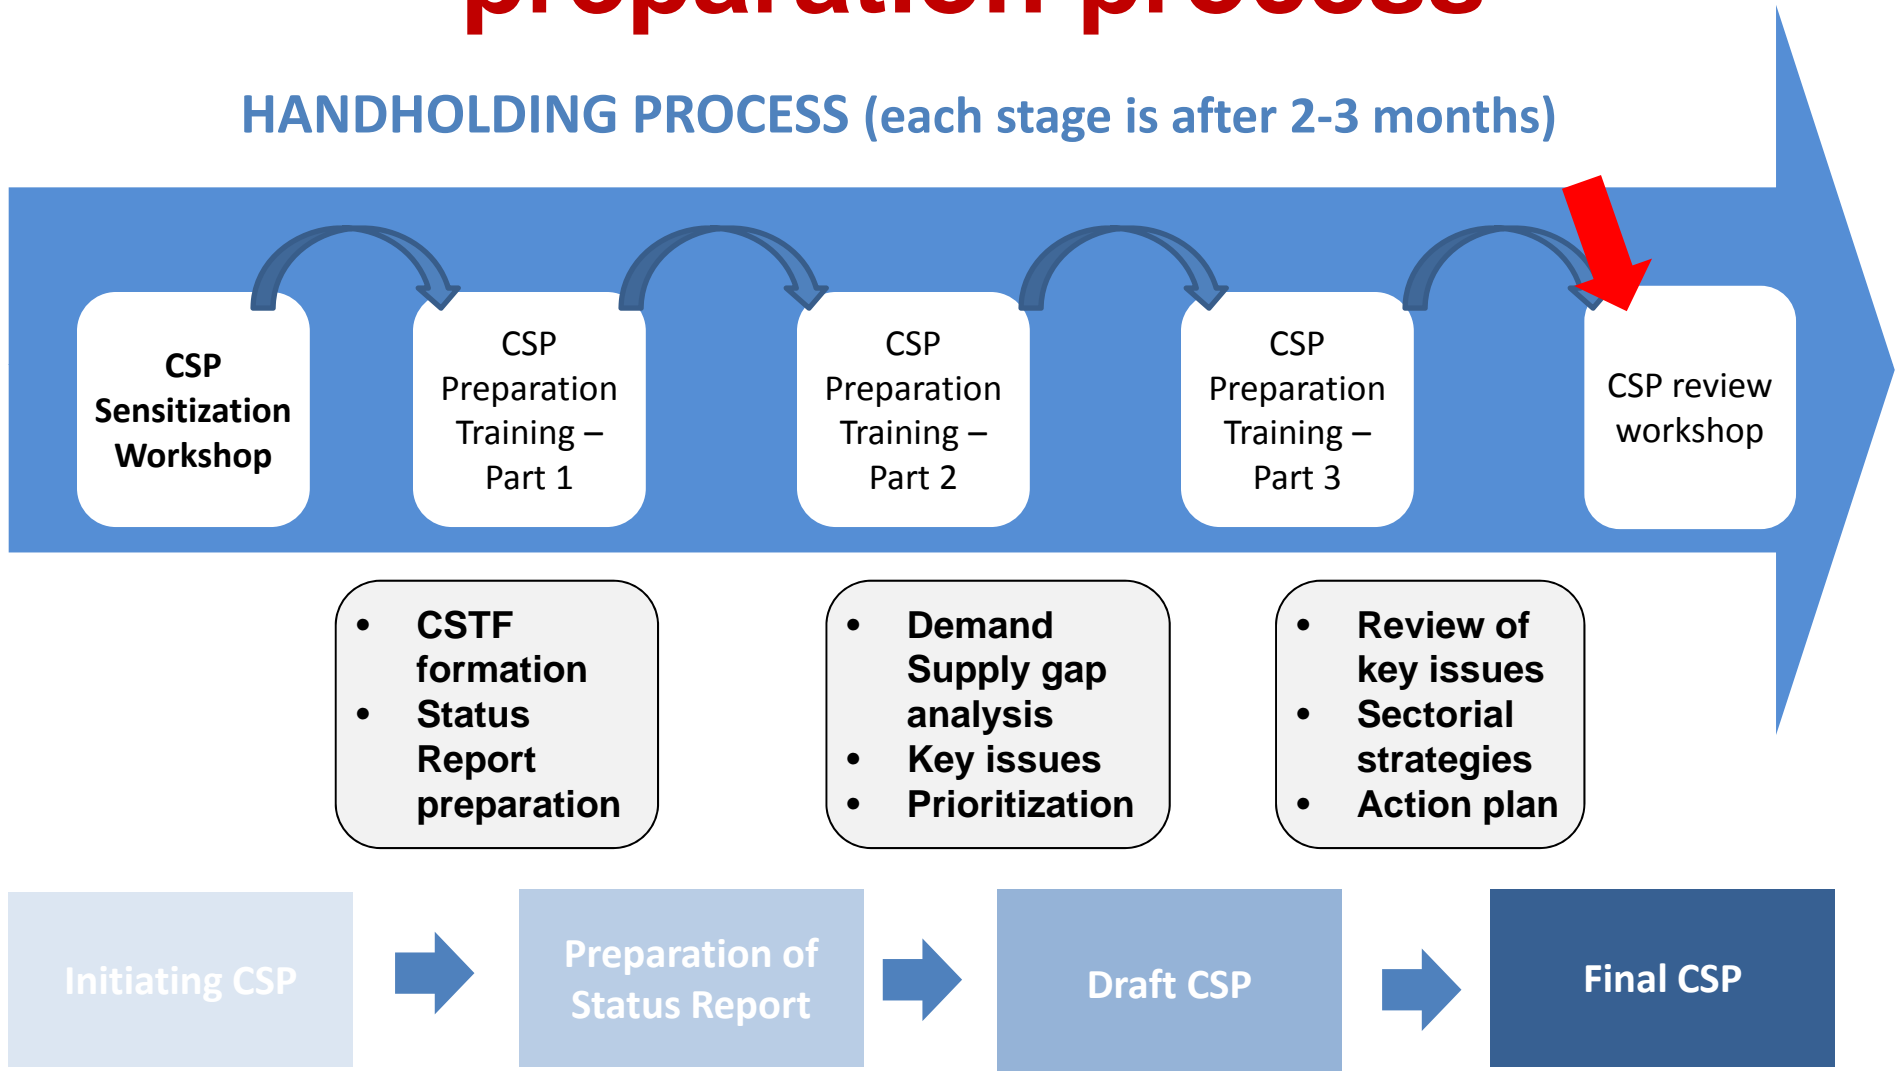 preparation process
HANDHOLDING PROCESS (each stage is after 2-3 months)
CSP
Sensitization
Workshop
CSP
Preparation
Training –
Part 1
CSP
Preparation
Training –
Part 2
CSP
Preparation
Training –
Part 3
CSP review
workshop
• CSTF
formation
• Status
Report
preparation
• Demand
Supply gap
analysis
• Key issues
• Prioritization
• Review of
key issues
• Sectorial
strategies
• Action plan
Initiating CSP
Preparation of
Status Report
Draft CSP
Final CSP